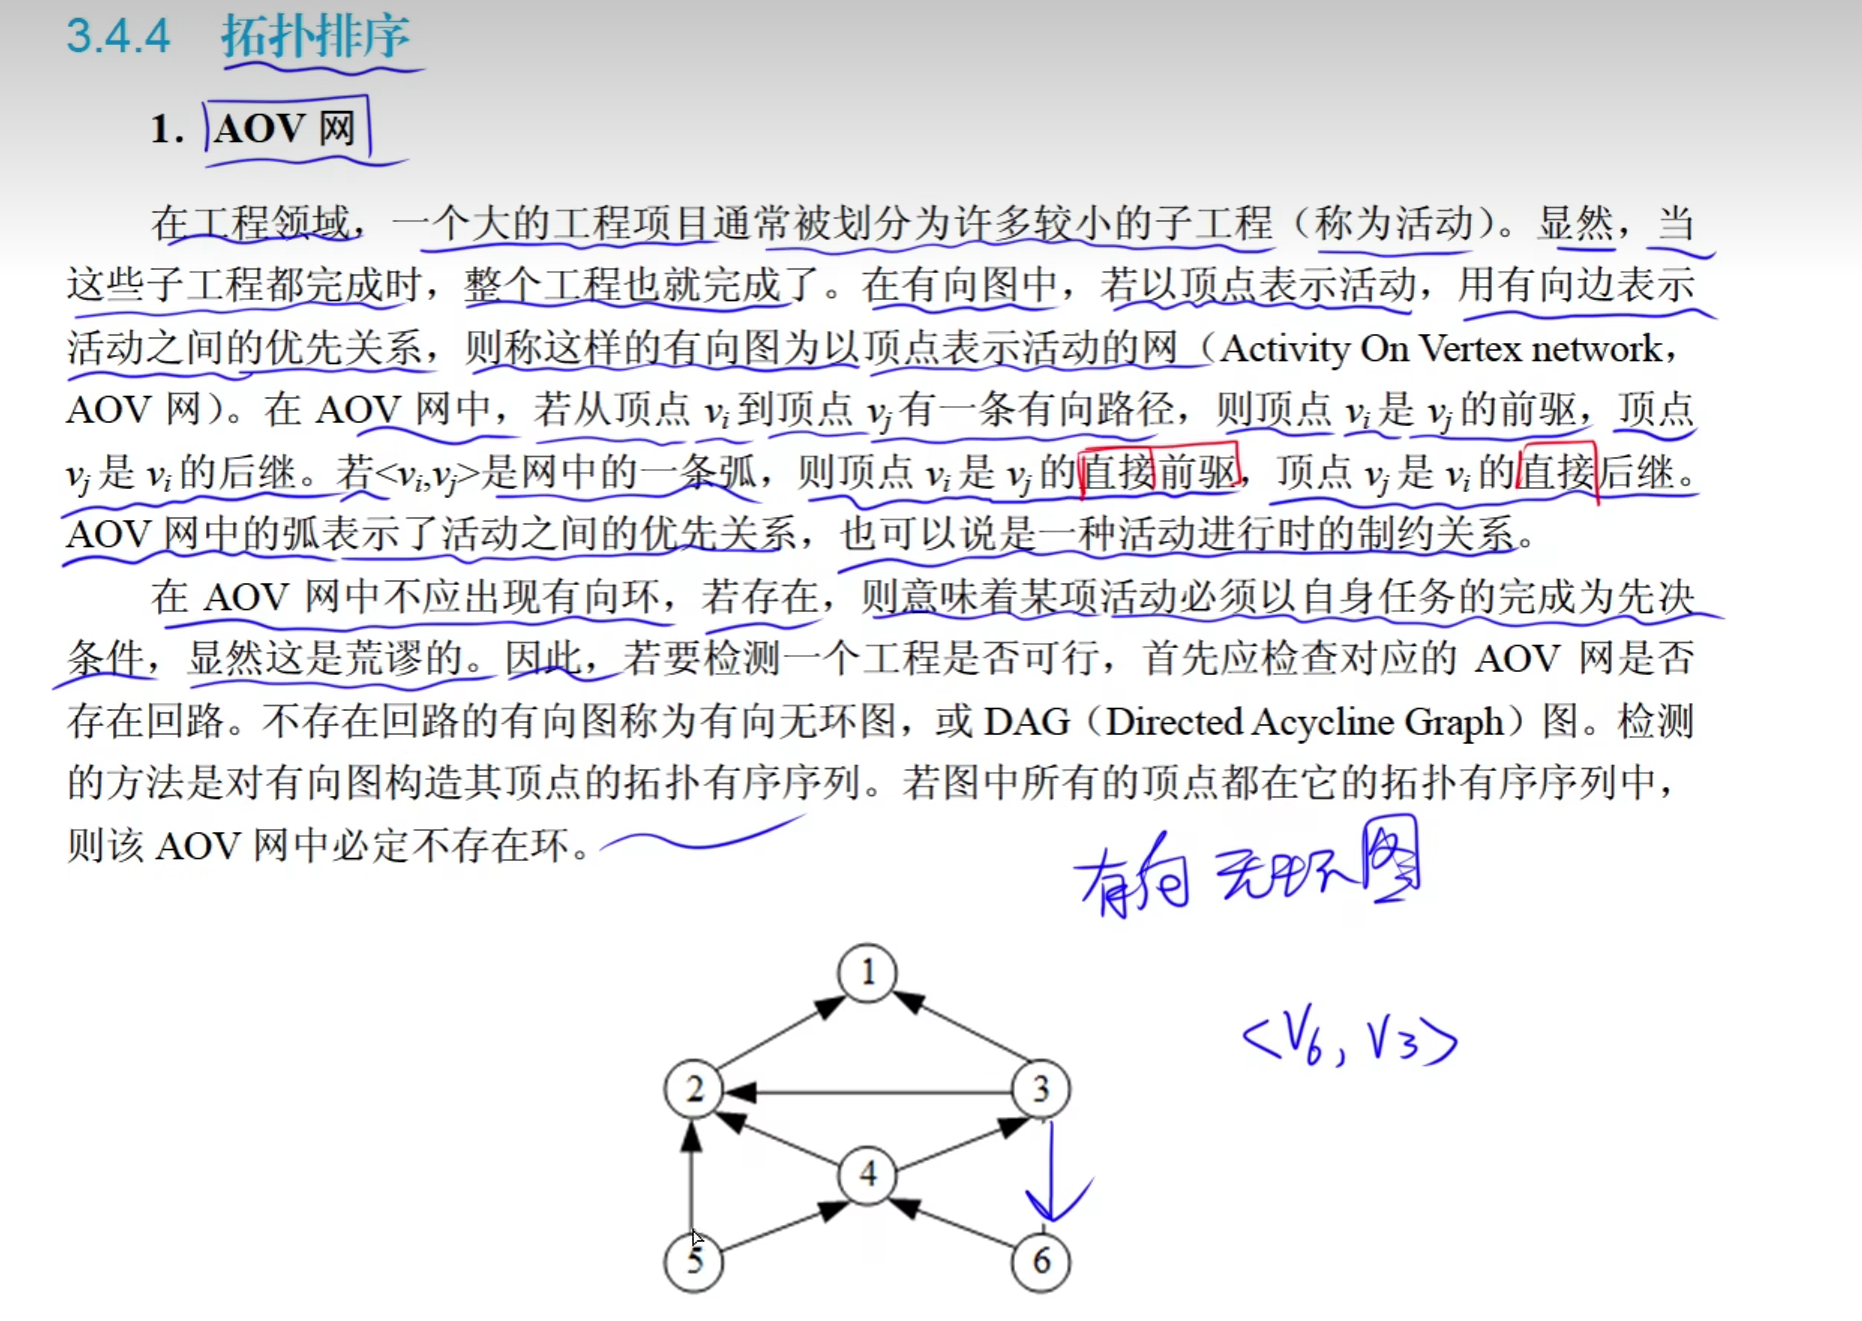 3.4.4 拓扑排序
1. AOV 网
在工程领域，一个大的工程项目通常被划分为许多较小的子工程（称为活动）。显然，当
这些子工程都完成时，整个工程也就完成了。在有向图中，若以顶点表示活动，用有向边表示
活动之间的优先关系，则称这样的有向图为以顶点表示活动的网（Activity On Vertex network，
AOV 网）。在 AOV 网中，若从顶点 vi 到顶点 vj 有一条有向路径，则顶点 vi 是 vj 的前驱，顶点
vj 是 vi 的后继。若<vi,vj>是网中的一条弧，则顶点 vi 是 vj 的直接前驱，顶点 vj 是 vi 的直接后继。
AOV 网中的弧表示了活动之间的优先关系，也可以说是一种活动进行时的制约关系。
在 AOV 网中不应出现有向环，若存在，则意味着某项活动必须以自身任务的完成为先决
条件，显然这是荒谬的。因此，若要检测一个工程是否可行，首先应检查对应的 AOV 网是否
存在回路。不存在回路的有向图称为有向无环图，或 DAG（Directed Acycline Graph）图。检测
的方法是对有向图构造其顶点的拓扑有序序列。若图中所有的顶点都在它的拓扑有序序列中，
则该 AOV 网中必定不存在环。
有向无环图
1
<V6, V3>
2
3
4
5
6